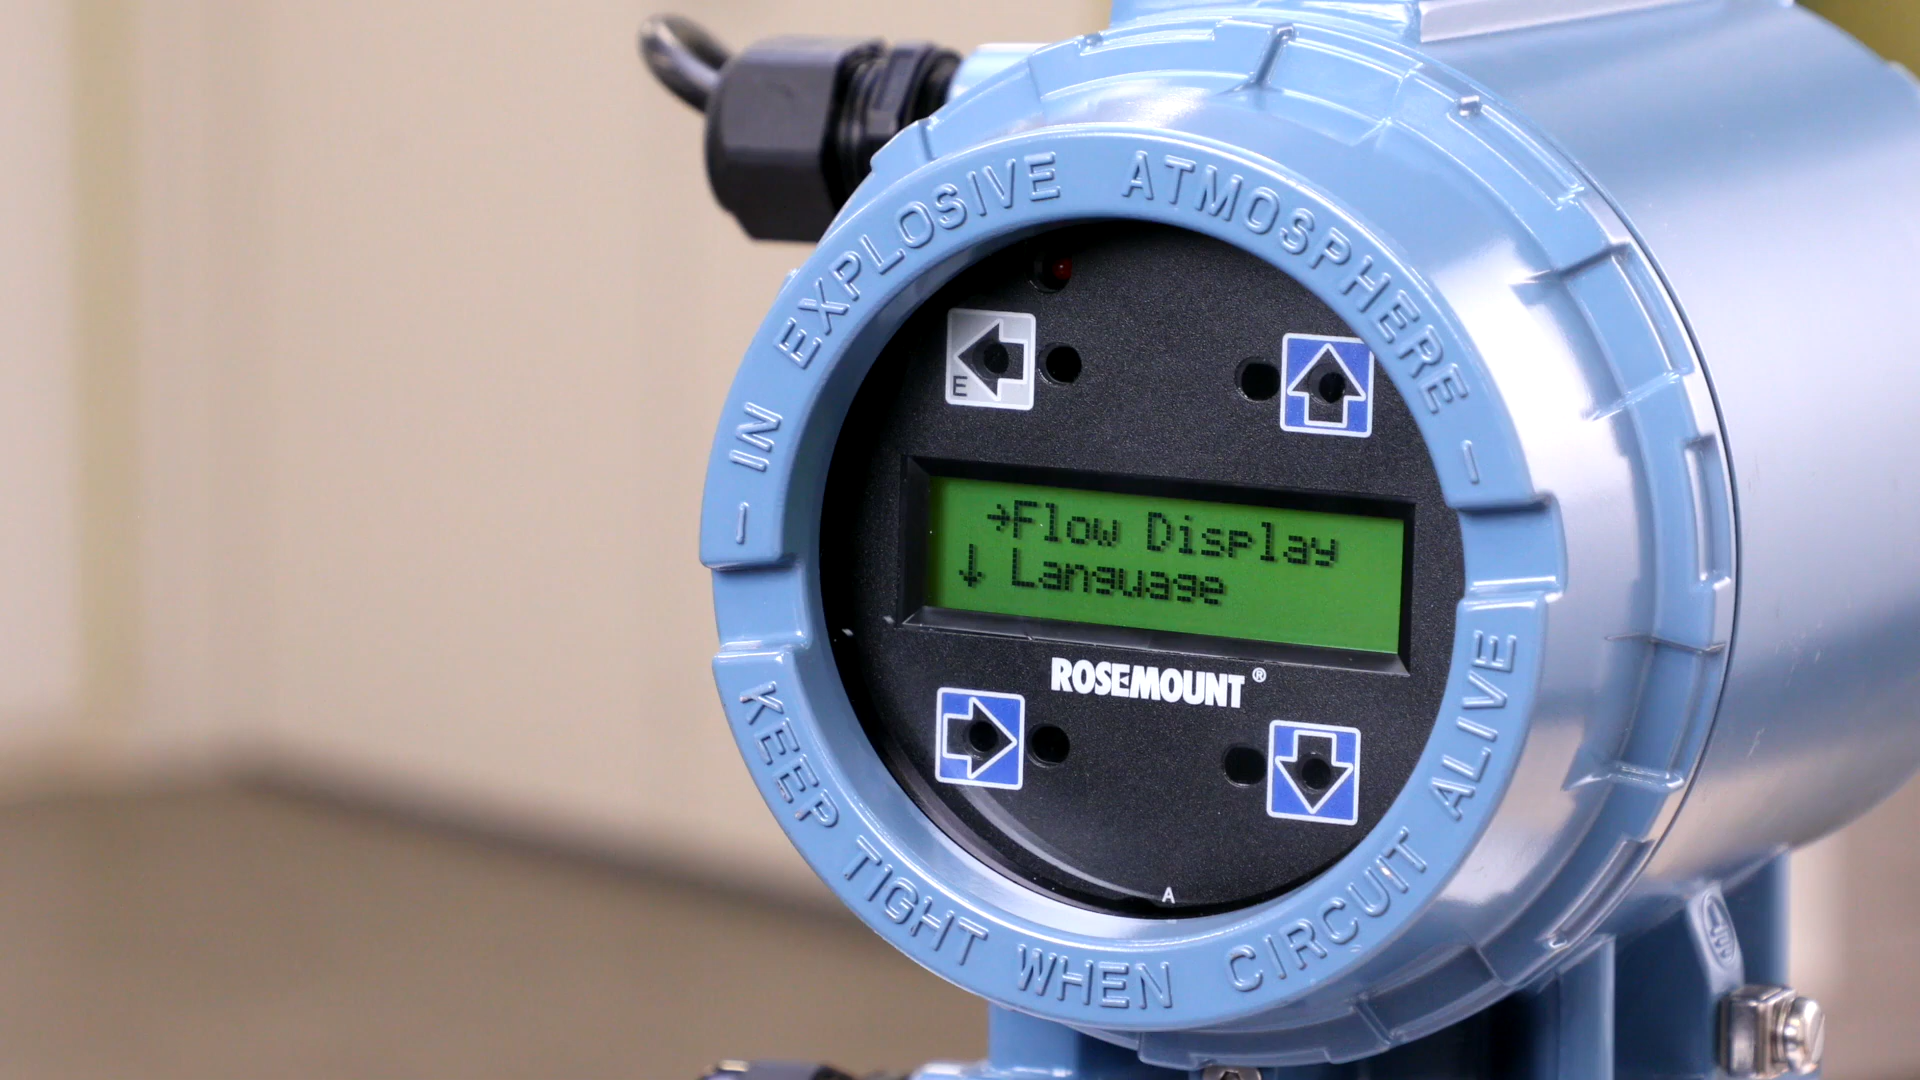 - IN EXPLOSIVE ATMOSPHERE -
E
→Flow Display
↓ Language
ROSEMOUNT ®
A
KEEP TIGHT WHEN CIRCUIT ALIVE